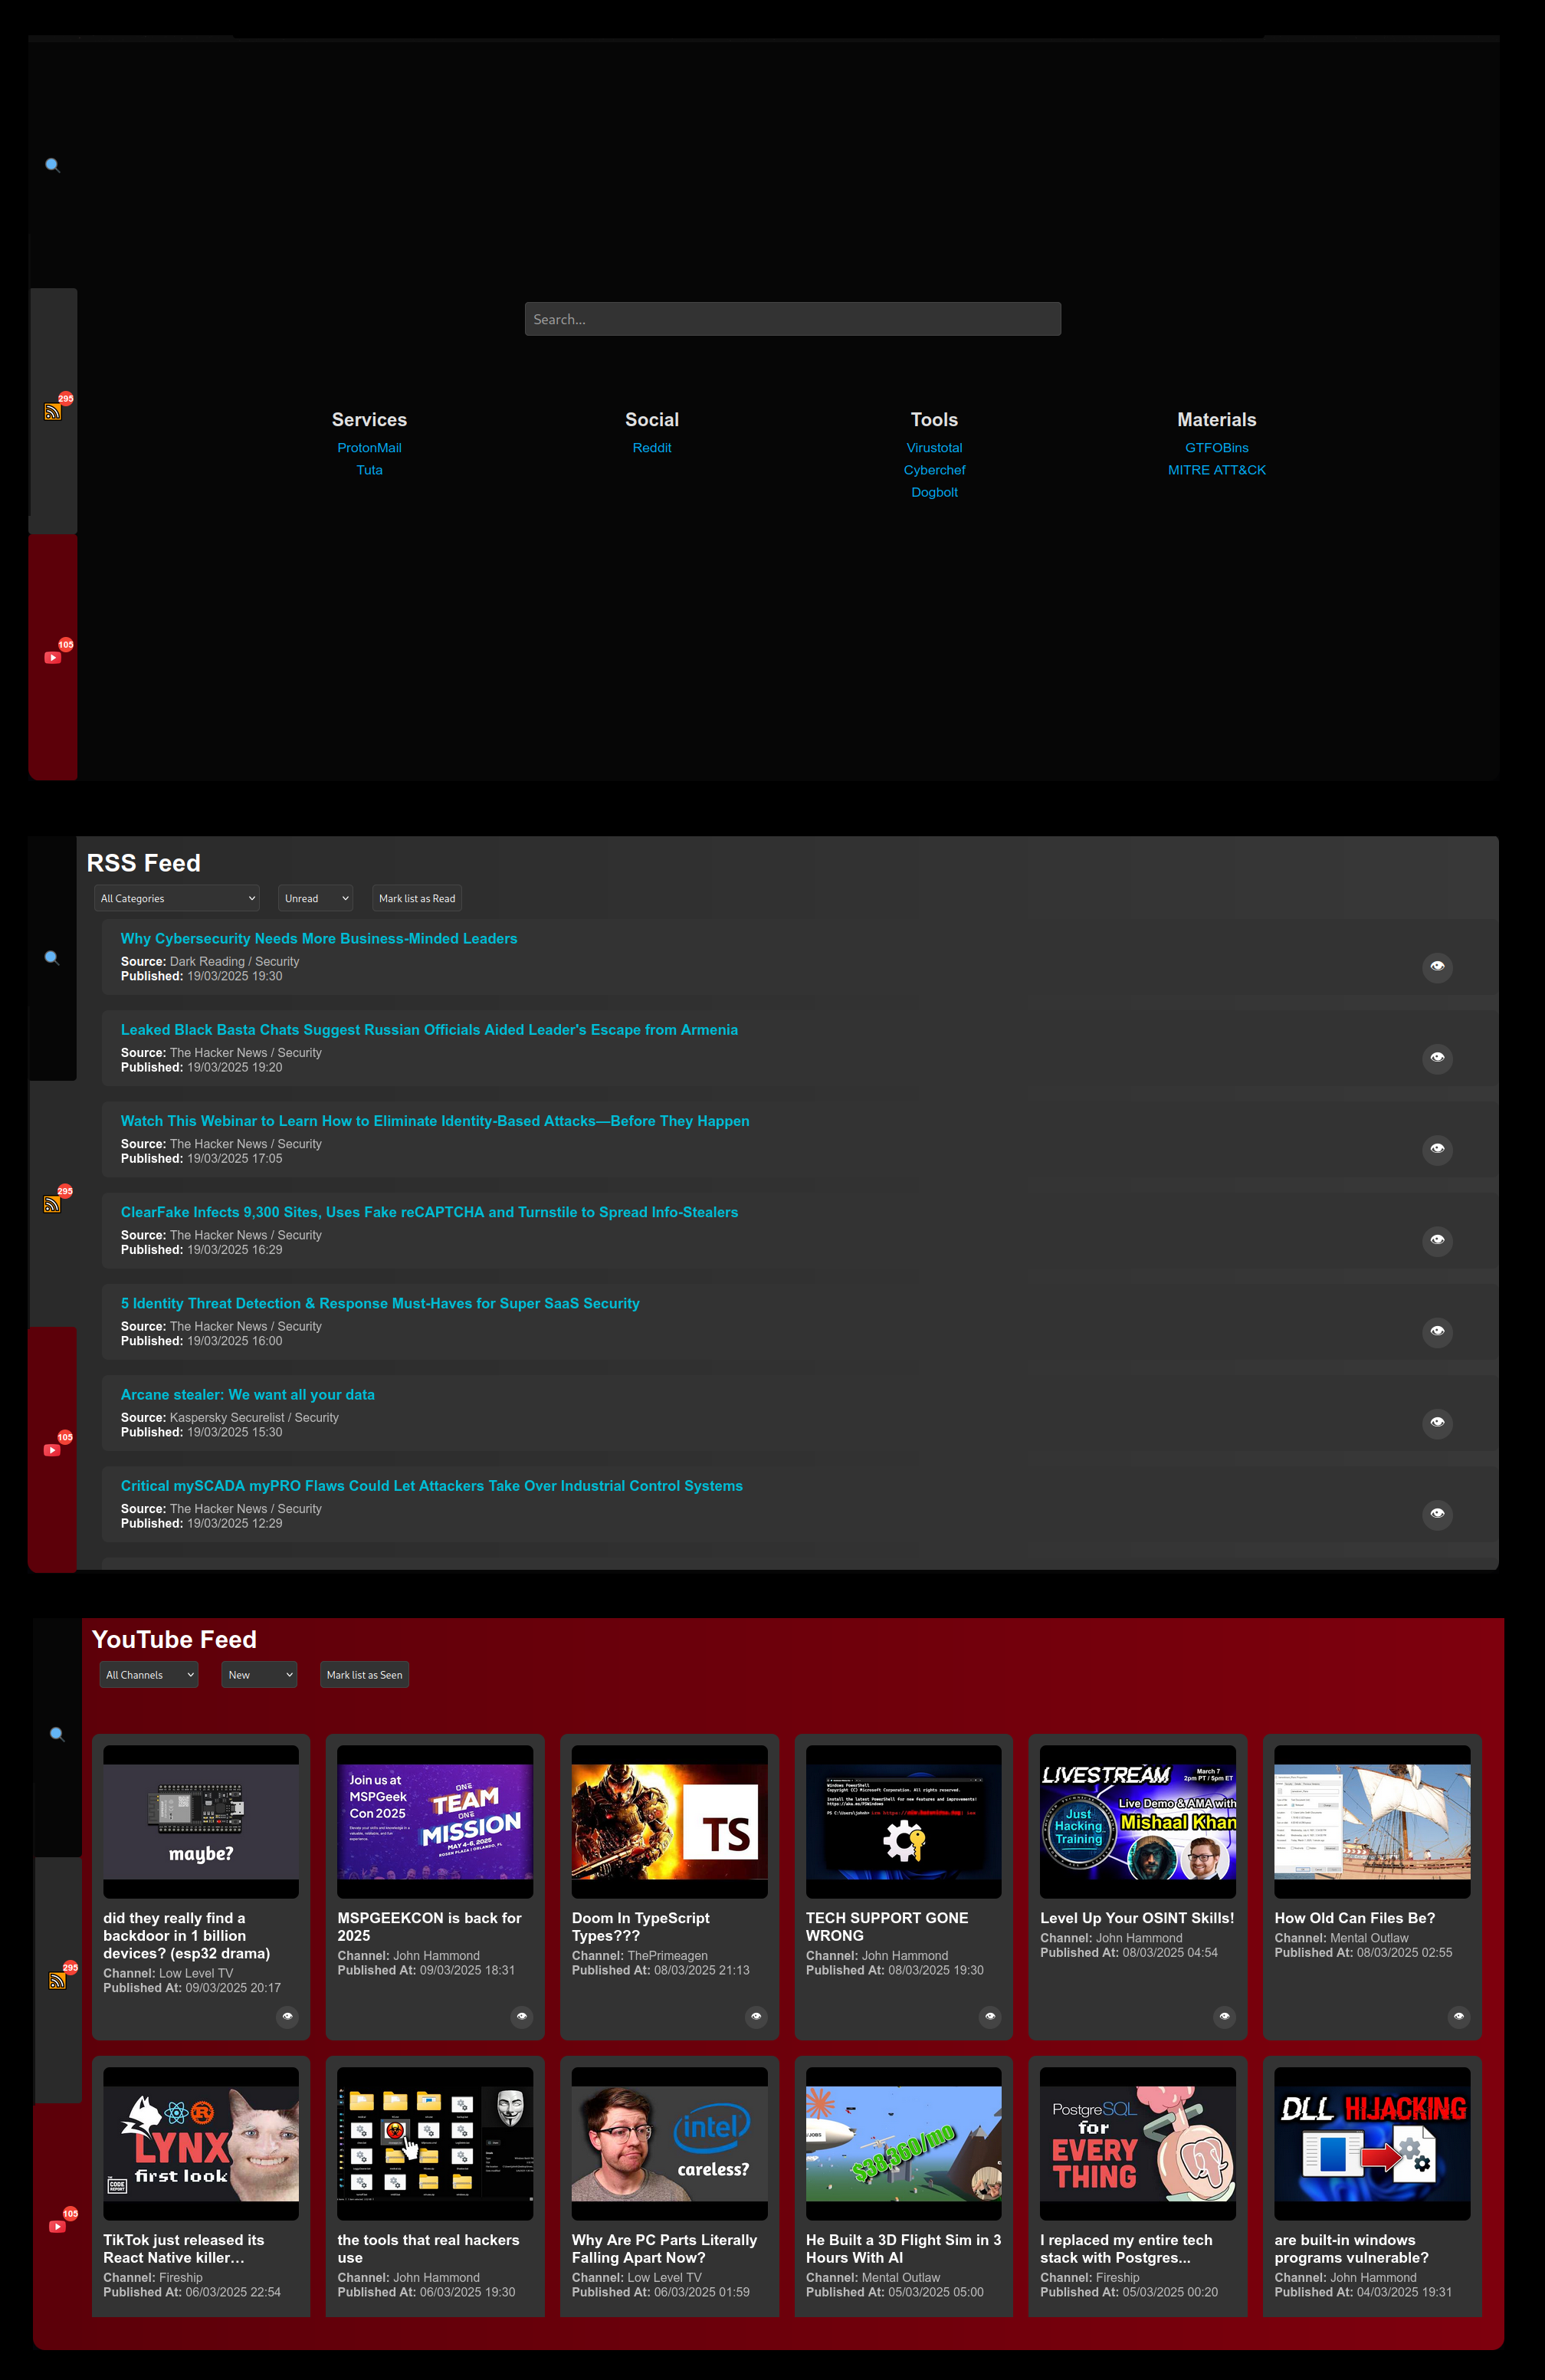 Search...
Services
Social
Tools
Materials
ProtonMail
Reddit
Virustotal
GTFOBins
Tuta
Cyberchef
MITRE ATT&CK
Dogbolt
295
105
RSS Feed
All Categories
Unread
Mark list as Read
Why Cybersecurity Needs More Business-Minded Leaders
Source: Dark Reading / Security
Published: 19/03/2025 19:30
Leaked Black Basta Chats Suggest Russian Officials Aided Leader's Escape from Armenia
Source: The Hacker News / Security
Published: 19/03/2025 19:20
Watch This Webinar to Learn How to Eliminate Identity-Based Attacks—Before They Happen
Source: The Hacker News / Security
Published: 19/03/2025 17:05
295
ClearFake Infects 9,300 Sites, Uses Fake reCAPTCHA and Turnstile to Spread Info-Stealers
Source: The Hacker News / Security
Published: 19/03/2025 16:29
5 Identity Threat Detection & Response Must-Haves for Super SaaS Security
Source: The Hacker News / Security
Published: 19/03/2025 16:00
Arcane stealer: We want all your data
Source: Kaspersky Securelist / Security
Published: 19/03/2025 15:30
105
Critical mySCADA myPRO Flaws Could Let Attackers Take Over Industrial Control Systems
Source: The Hacker News / Security
Published: 19/03/2025 12:29
YouTube Feed
All Channels
New
Mark list as Seen
maybe?
did they really find a
backdoor in 1 billion
devices? (esp32 drama)
Channel: Low Level TV
Published At: 09/03/2025 20:17
Join us at
MSPGeek
Con 2025
ONE
TEAM
ONE
MISSION
MAY 4-6, 2025
ROSEN PLAZA / ORLANDO, FL
MSPGEEKCON is back for
2025
Channel: John Hammond
Published At: 09/03/2025 18:31
TS
Doom In TypeScript
Types???
Channel: ThePrimeagen
Published At: 08/03/2025 21:13
Windows PowerShell
Copyright (C) Microsoft Corporation. All rights reserved.
TECH SUPPORT GONE
WRONG
Channel: John Hammond
Published At: 08/03/2025 19:30
LIVESTREAM
March 7
2pm PT / 5pm ET
Live Demo & AMA with
Mishaal Khan
Just
Hacking
Training
Level Up Your OSINT Skills!
Channel: John Hammond
Published At: 08/03/2025 04:54
How Old Can Files Be?
Channel: Mental Outlaw
Published At: 08/03/2025 02:55
295
LYNX
first look
THE
CODE
REPORT
TikTok just released its
React Native killer…
Channel: Fireship
Published At: 06/03/2025 22:54
the tools that real hackers
use
Channel: John Hammond
Published At: 06/03/2025 19:30
intel
careless?
Why Are PC Parts Literally
Falling Apart Now?
Channel: Low Level TV
Published At: 06/03/2025 01:59
/JOBS
$38,360/mo
He Built a 3D Flight Sim in 3
Hours With AI
Channel: Mental Outlaw
Published At: 05/03/2025 05:00
PostgreSQL
for
EVERY
THING
I replaced my entire tech
stack with Postgres...
Channel: Fireship
Published At: 05/03/2025 00:20
DLL HIJACKING
are built-in windows
programs vulnerable?
Channel: John Hammond
Published At: 04/03/2025 19:31
105